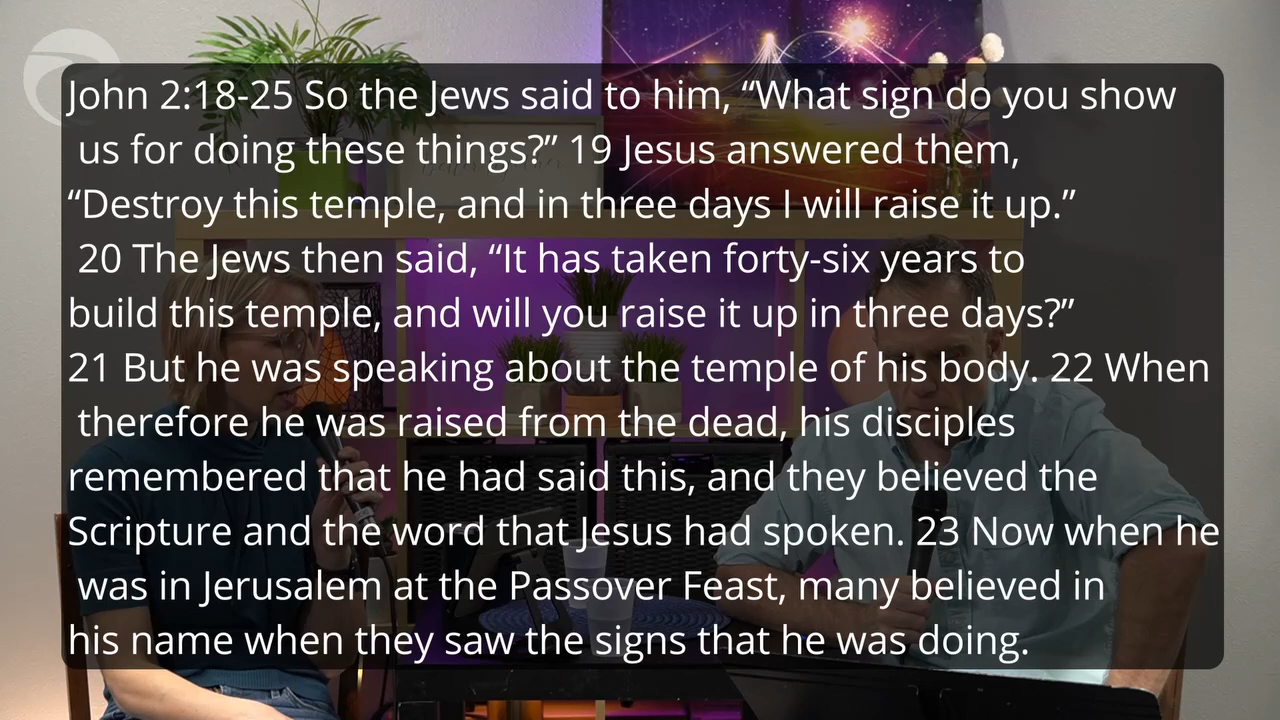 John 2:18-25 So the Jews said to him, “What sign do you show
us for doing these things?” 19 Jesus answered them,
“Destroy this temple, and in three days I will raise it up.”
20 The Jews then said, “It has taken forty-six years to
build this temple, and will you raise it up in three days?”
21 But he was speaking about the temple of his body. 22 When
therefore he was raised from the dead, his disciples
remembered that he had said this, and they believed the
Scripture and the word that Jesus had spoken. 23 Now when he
was in Jerusalem at the Passover Feast, many believed in
his name when they saw the signs that he was doing.